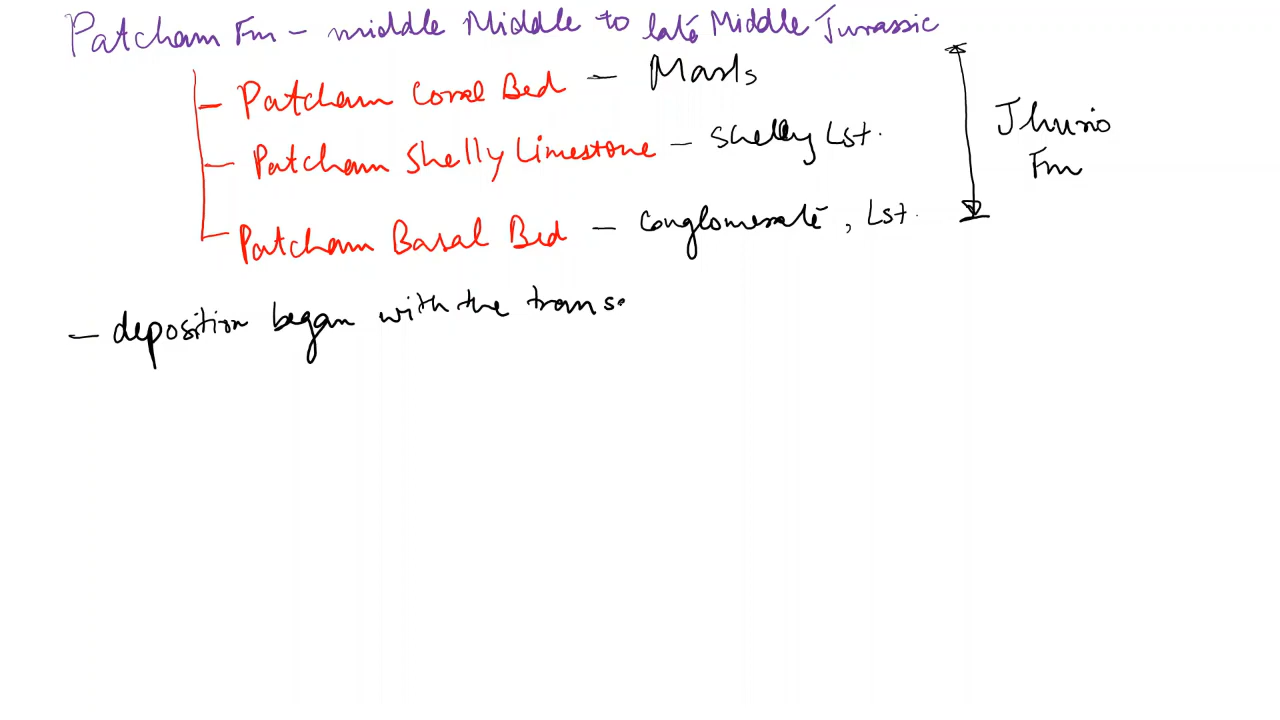 Patcham Fm – middle Middle to late Middle Jurassic
Patcham Coral Bed – Marls
Patcham Shelly Limestone – Shelly Lst.
Patcham Basal Bed – Conglomerate, Lst.
Jhurio
Fm
– deposition began with the trans